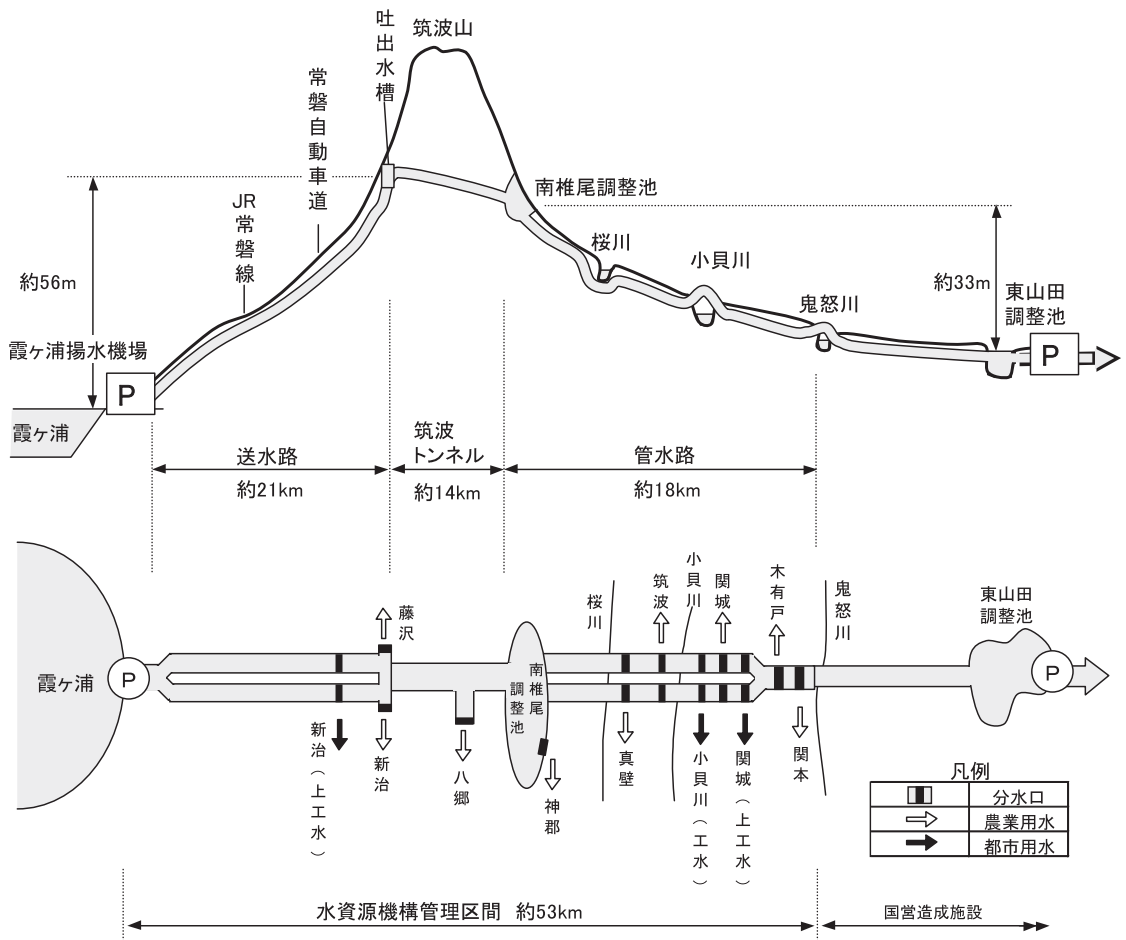 筑波山
吐出水槽
常磐自動車道
JR常磐線
南椎尾調整池
桜川
小貝川
鬼怒川
約56m
約33m
東山田
調整池
霞ヶ浦揚水機場
P
P
霞ヶ浦
送水路
約21km
筑波
トンネル
約14km
管水路
約18km
藤沢
桜川
筑波
小貝川
関城
木有戸
鬼怒川
東山田
調整池
霞ヶ浦
P
P
南椎尾
調整池
新治（上工水）
新治
八郷
神郡
真壁
小貝川（工水）
関城（上工水）
関本
凡例
分水口
農業用水
都市用水
水資源機構管理区間 約53km
国営造成施設